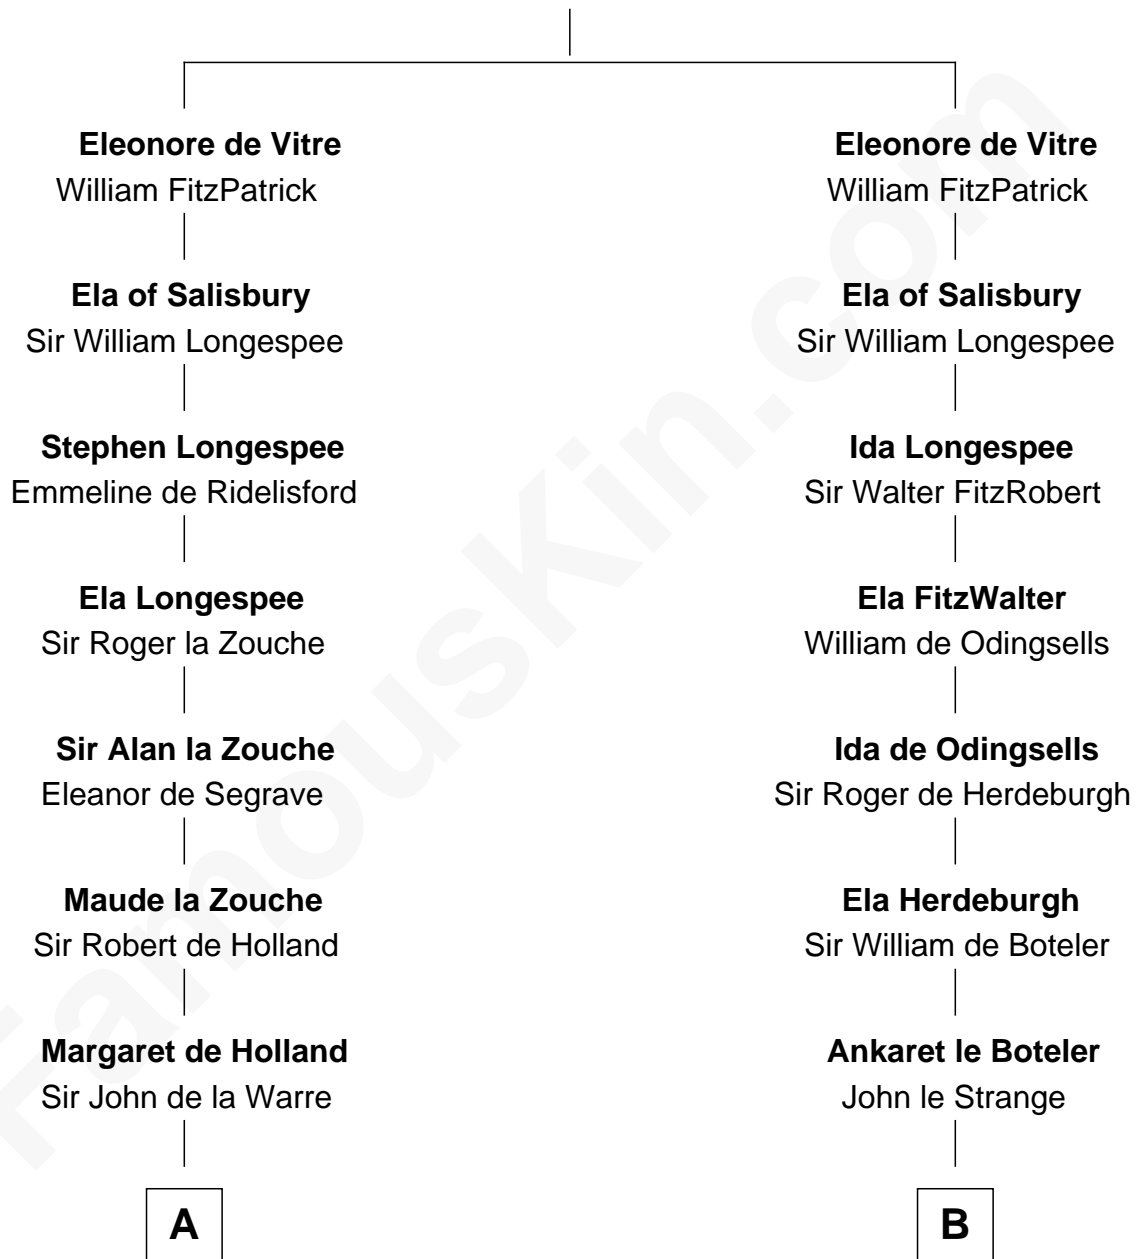 Eleonore de Vitre
William FitzPatrick
Ela of Salisbury
Sir William Longespee
Stephen Longespee
Emmeline de Ridelisford
Ela Longespee
Sir Roger la Zouche
Sir Alan la Zouche
Eleanor de Segrave
Maude la Zouche
Sir Robert de Holland
Margaret de Holland
Sir John de la Warre
A
Eleonore de Vitre
William FitzPatrick
Ela of Salisbury
Sir William Longespee
Ida Longespee
Sir Walter FitzRobert
Ela FitzWalter
William de Odingsells
Ida de Odingsells
Sir Roger de Herdeburgh
Ela Herdeburgh
Sir William de Boteler
Ankaret le Boteler
John le Strange
B
FamousKin.com